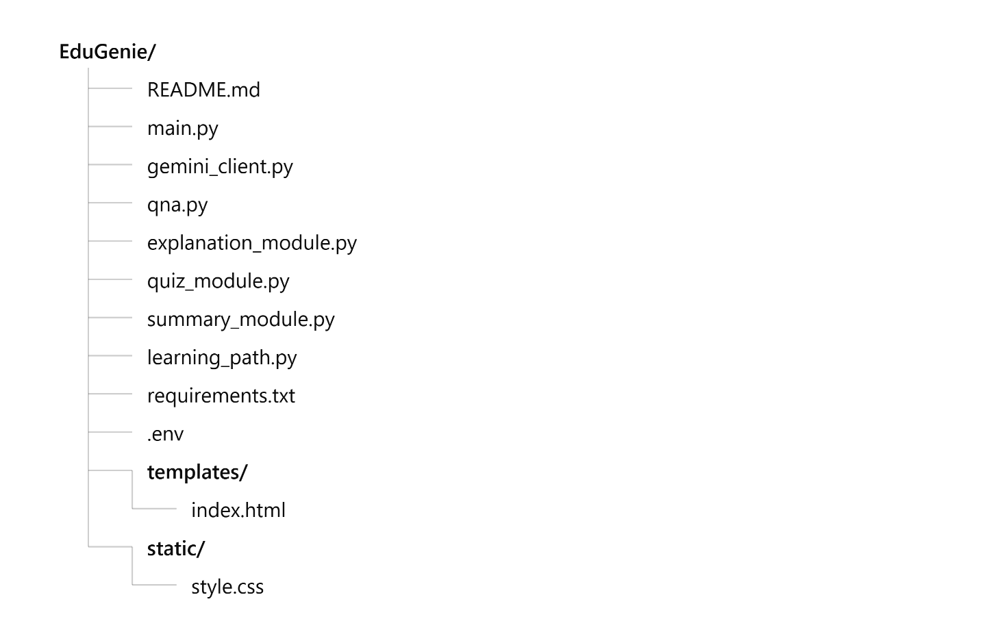 EduGenie/
README.md
main.py
gemini_client.py
qna.py
explanation_module.py
quiz_module.py
summary_module.py
learning_path.py
requirements.txt
.env
templates/
index.html
static/
style.css